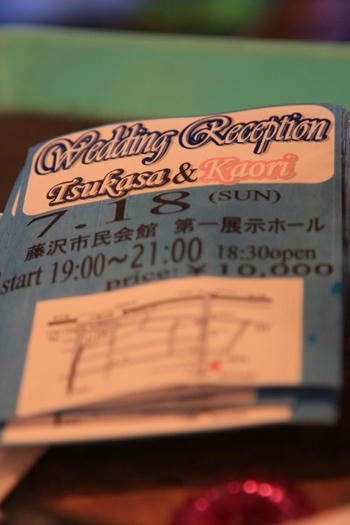 Wedding Reception
Tsukasa & Kaori
7.18 (SUN)
藤沢市民会館 第一展示ホール
start 19:00～21:00 18:30open
price: ¥10,000